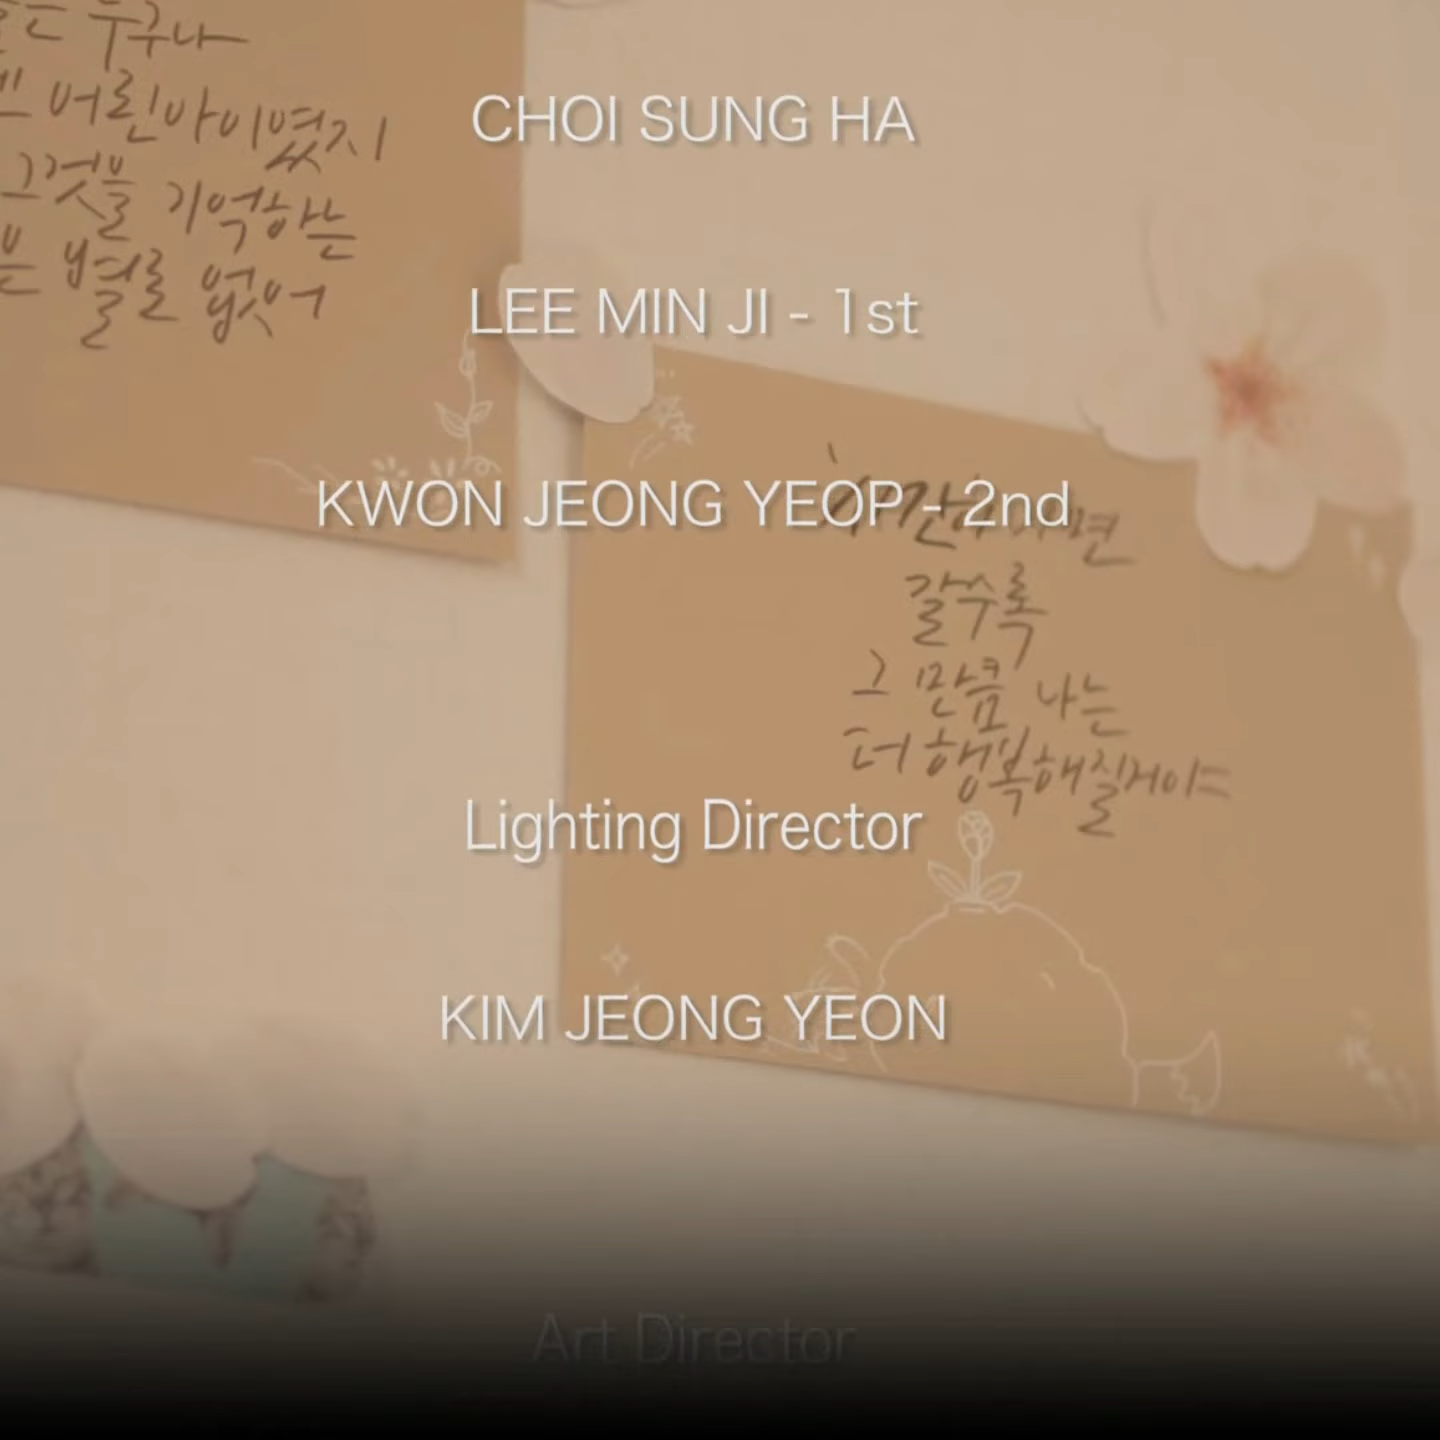 누구나
어린아이였지
그것을 기억하는
별로 없어
CHOI SUNG HA
LEE MIN JI - 1st
KWON JEONG YEOP - 2nd
갈수록
그 만큼 나는
더 행복해질거야
Lighting Director
KIM JEONG YEON
Art Director